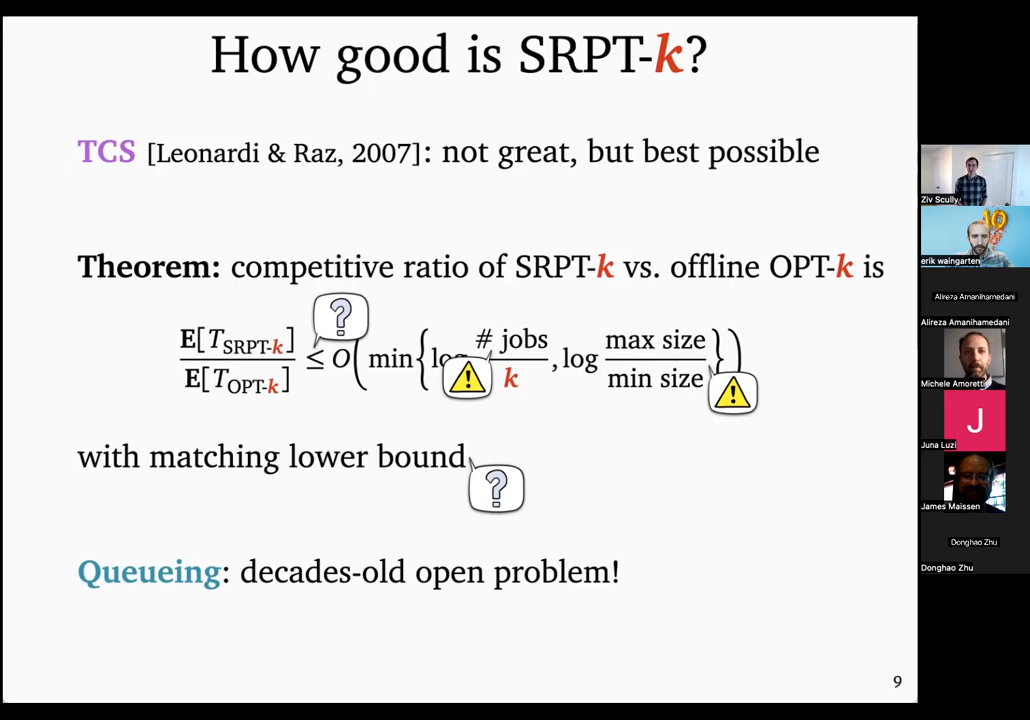 How good is SRPT-k?
TCS [Leonardi & Raz, 2007]: not great, but best possible
Theorem: competitive ratio of SRPT-k vs. offline OPT-k is
E[T_SRPT-k] / E[T_OPT-k] ≤ O(min{ # jobs / k , log max size / min size })
with matching lower bound
Queueing: decades-old open problem!
9
Ziv Scully
erik waingarten
Alireza Amanihamedani
Alireza Amanihamedani
Michele Amoretti
J
Juna Luzi
James Maissen
Donghao Zhu
Donghao Zhu